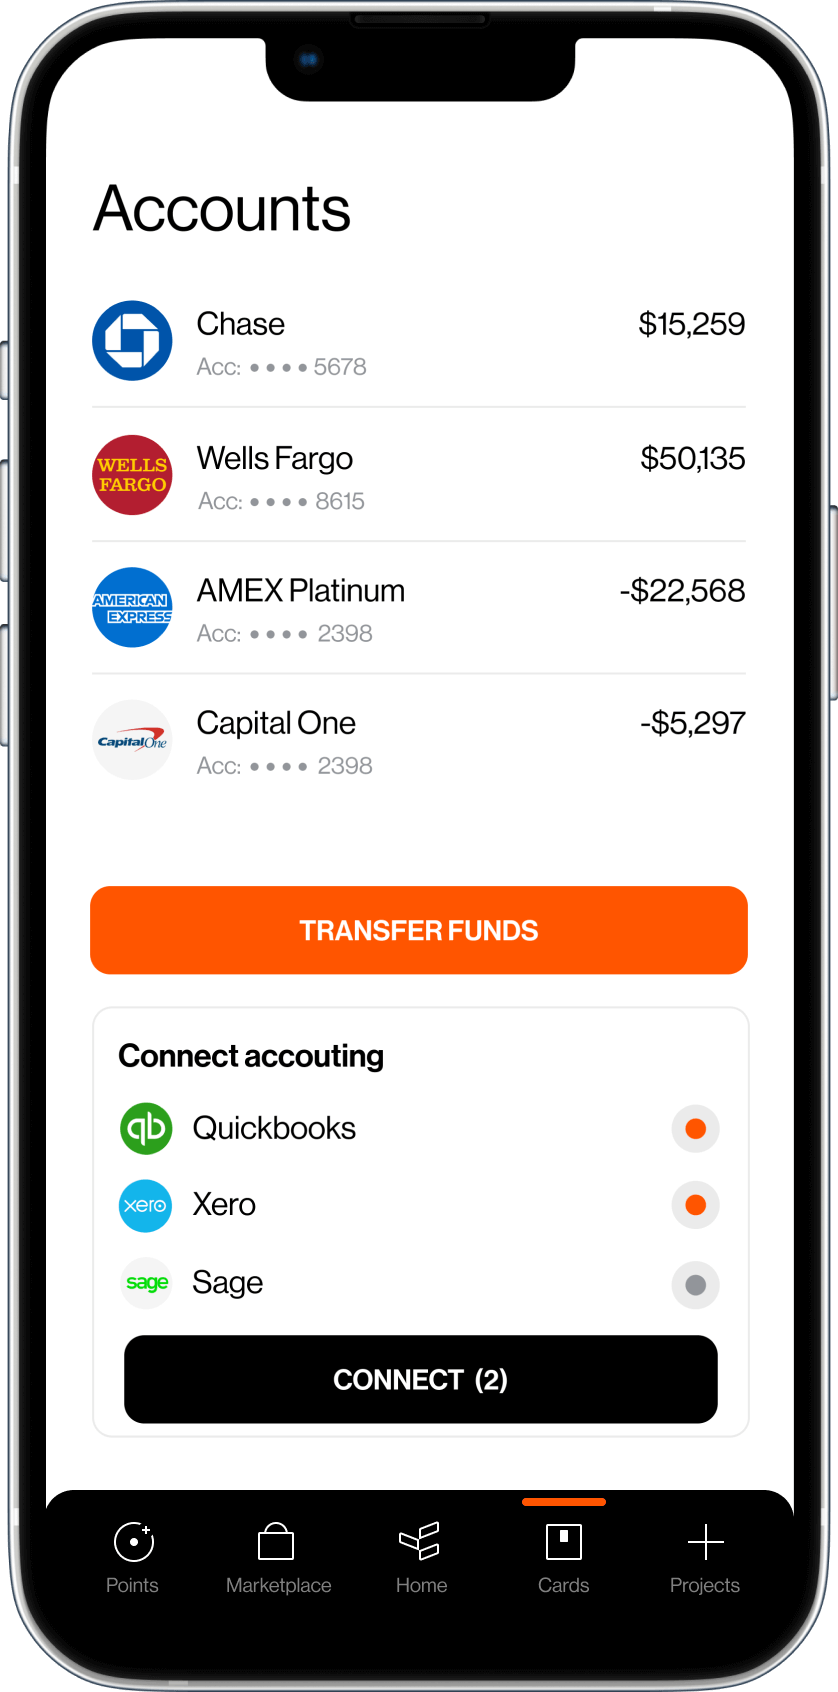 Accounts
Chase
$15,259
Acc: •••• 5678
WELLS
FARGO
Wells Fargo
$50,135
Acc: •••• 8615
AMERICAN
EXPRESS
AMEX Platinum
-$22,568
Acc: •••• 2398
Capital One
Capital One
-$5,297
Acc: •••• 2398
TRANSFER FUNDS
Connect accouting
qb
Quickbooks
xero
Xero
sage
Sage
CONNECT (2)
Points
Marketplace
Home
Cards
Projects